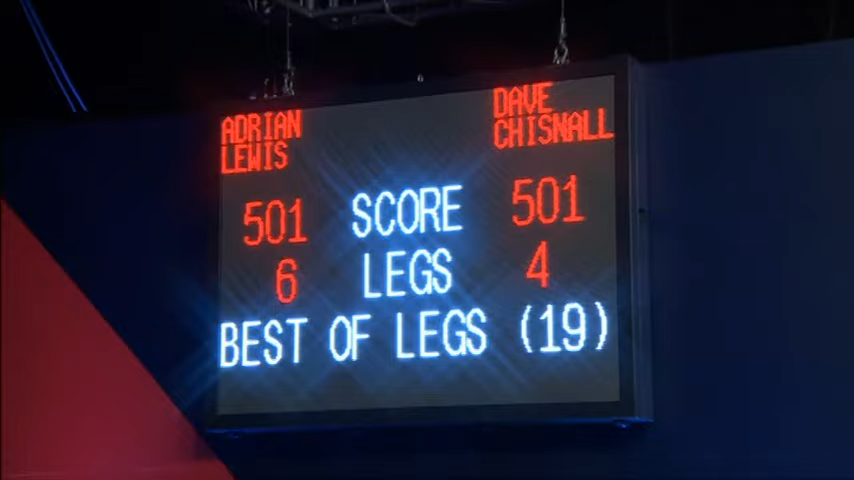 ADRIAN LEWIS
DAVE CHISNALL
501 SCORE 501
6 LEGS 4
BEST OF LEGS (19)